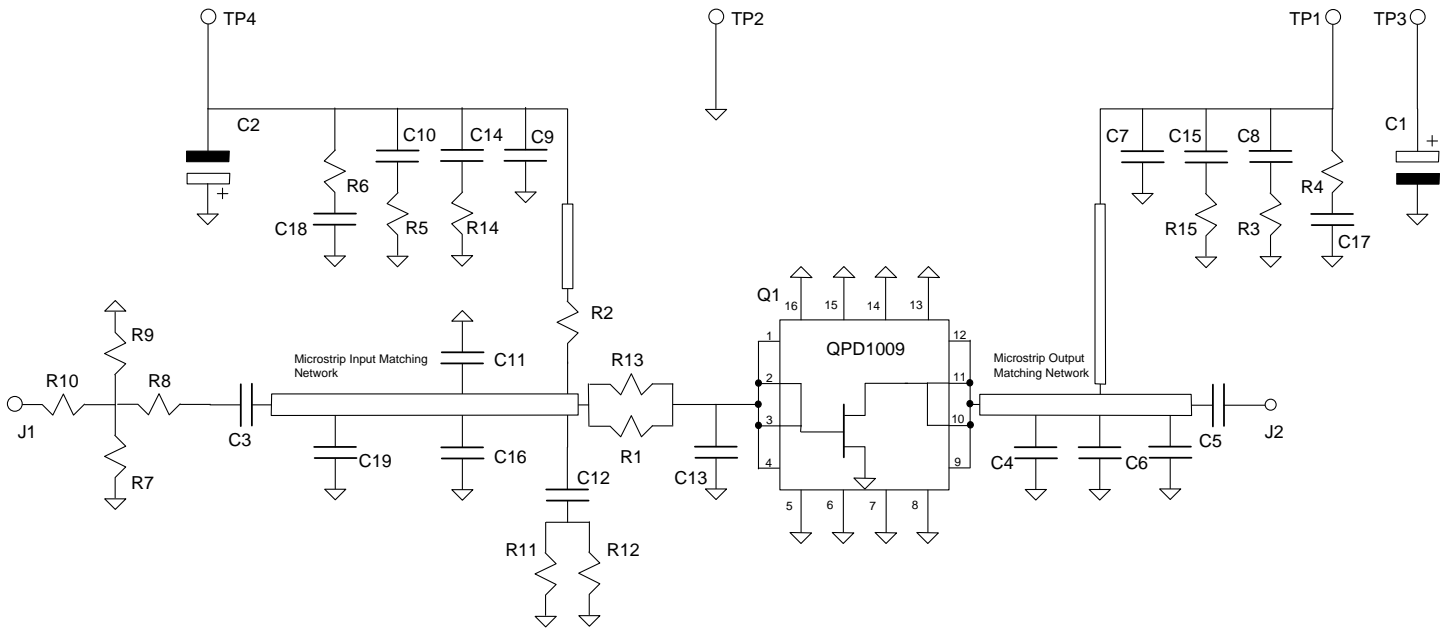 TP4
TP2
TP1
TP3
C2
C10
C14
C9
C7
C15
C8
C1
+
R6
R4
+
C18
R5
R14
R15
R3
C17
Q1
16
15
14
13
R2
R9
1
QPD1009
12
Microstrip Input Matching
Network
C11
R13
Microstrip Output
Matching Network
R10
R8
2
11
J1
C3
3
10
C5
J2
R1
C19
C16
C13
4
9
C4
C6
R7
C12
5
6
7
8
R11
R12